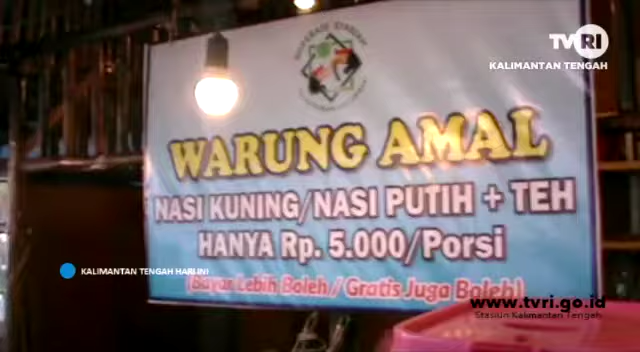 TVRI
KALIMANTAN TENGAH
WARUNG AMAL
NASI KUNING/NASI PUTIH + TEH
HANYA Rp. 5.000/Porsi
(Bayar Lebih Boleh / Gratis Juga Boleh)
KALIMANTAN TENGAH HARI INI
www.tvri.go.id
Stasiun Kalimantan Tengah